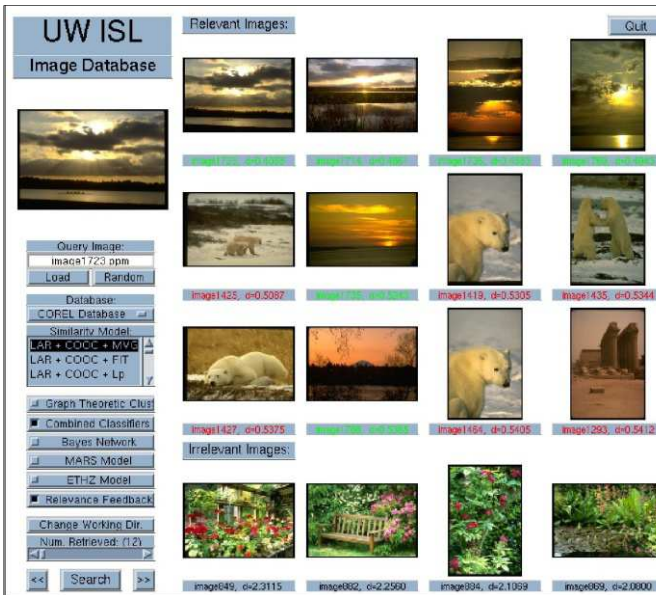 UW ISL
Image Database
Relevant Images:
Quit
Query Image:
image1723.ppm
Load
Random
Database:
COREL Database
Similarity Model:
LAR + COOC + MVG
LAR + COOC + FIT
LAR + COOC + Lp
Graph Theoretic Clust
Combined Classifiers
Bayes Network
MARS Model
ETHZ Model
Relevance Feedback
Change Working Dir.
Num. Retrieved: (12)
<<
Search
>>
image1425, d=0.5087
image1419, d=0.5305
image1435, d=0.5344
image1427, d=0.5375
image1464, d=0.5405
image1293, d=0.5412
Irrelevant Images:
image849, d=2.3115
image882, d=2.2560
image884, d=2.1069
image869, d=2.0800